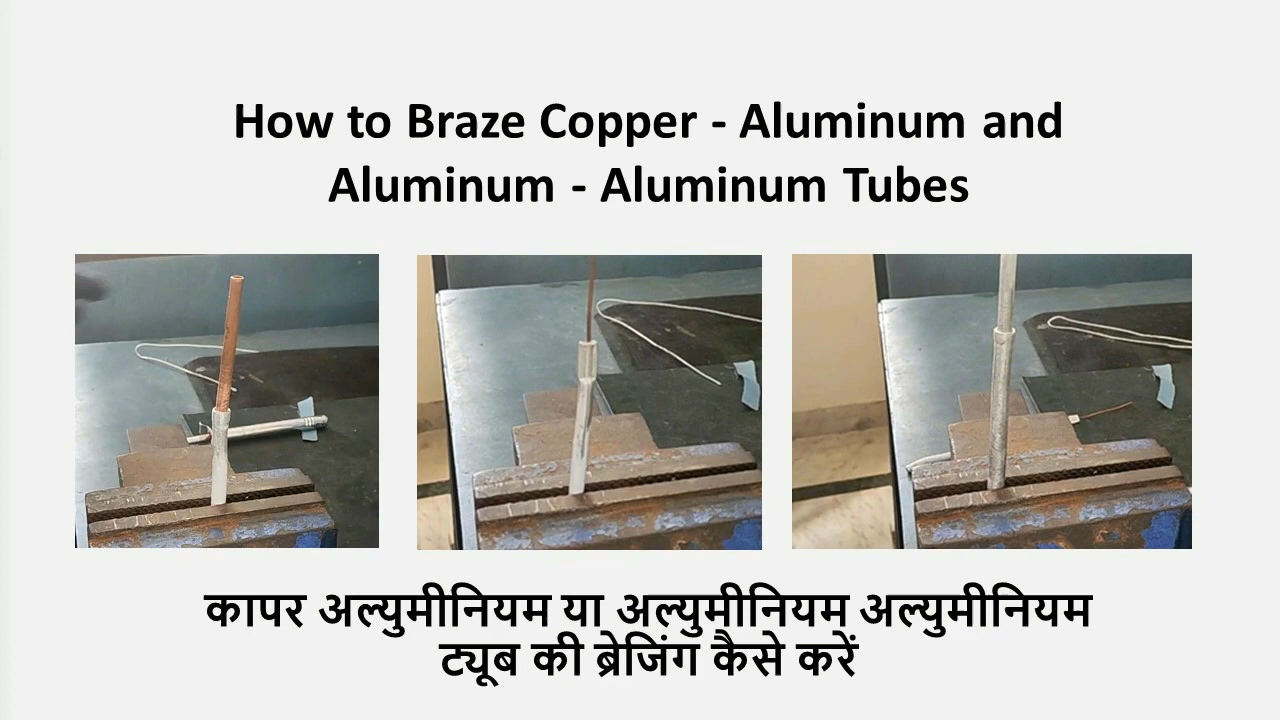 How to Braze Copper - Aluminum and
Aluminum - Aluminum Tubes
कापर अल्युमीनियम या अल्युमीनियम अल्युमीनियम
ट्यूब की ब्रेजिंग कैसे करें